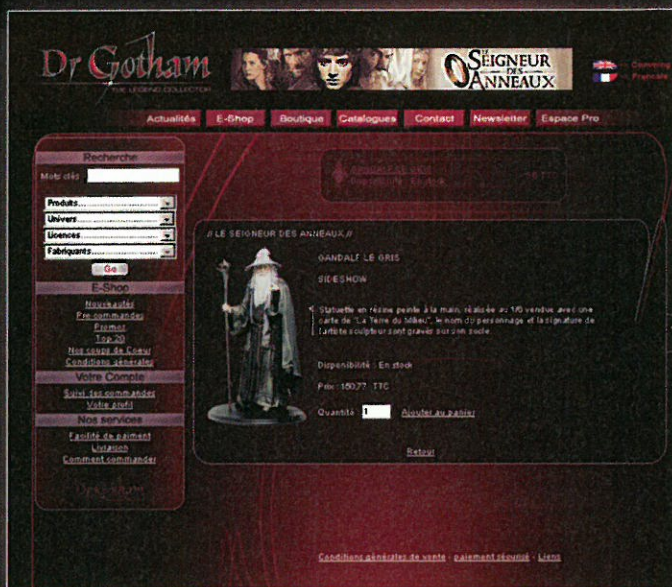 Dr Gotham
THE LEGEND COLLECTOR
LE SEIGNEUR
DES
ANNEAUX
Français
Actualités E-Shop Boutique Catalogues Contact Newsletter Espace Pro
Recherche
Mots clés
Produits...
Univers...
Licences...
Fabriquants...
Go
E-Shop
Nouveautés
Pre commandes
Promos
Top 20
Nos coups de Coeur
Conditions générales
Votre Compte
Suivi des commandes
Votre profil
Nos services
Facilité de paiment
Livraison
Comment commander
// LE SEIGNEUR DES ANNEAUX //
GANDALF LE GRIS
SIDESHOW
Statuette en résine peinte à la main, réalisée au 1/6 vendue avec une
carte de "La Terre du Milieu", le nom du personnage et la signature de
l'artiste sculpteur sont gravés sur son socle.
Disponibilité : En stock
Prix : 150,77 TTC
Quantité 1 Ajouter au panier
Retour
Conditions générales de vente - paiement sécurisé - Liens